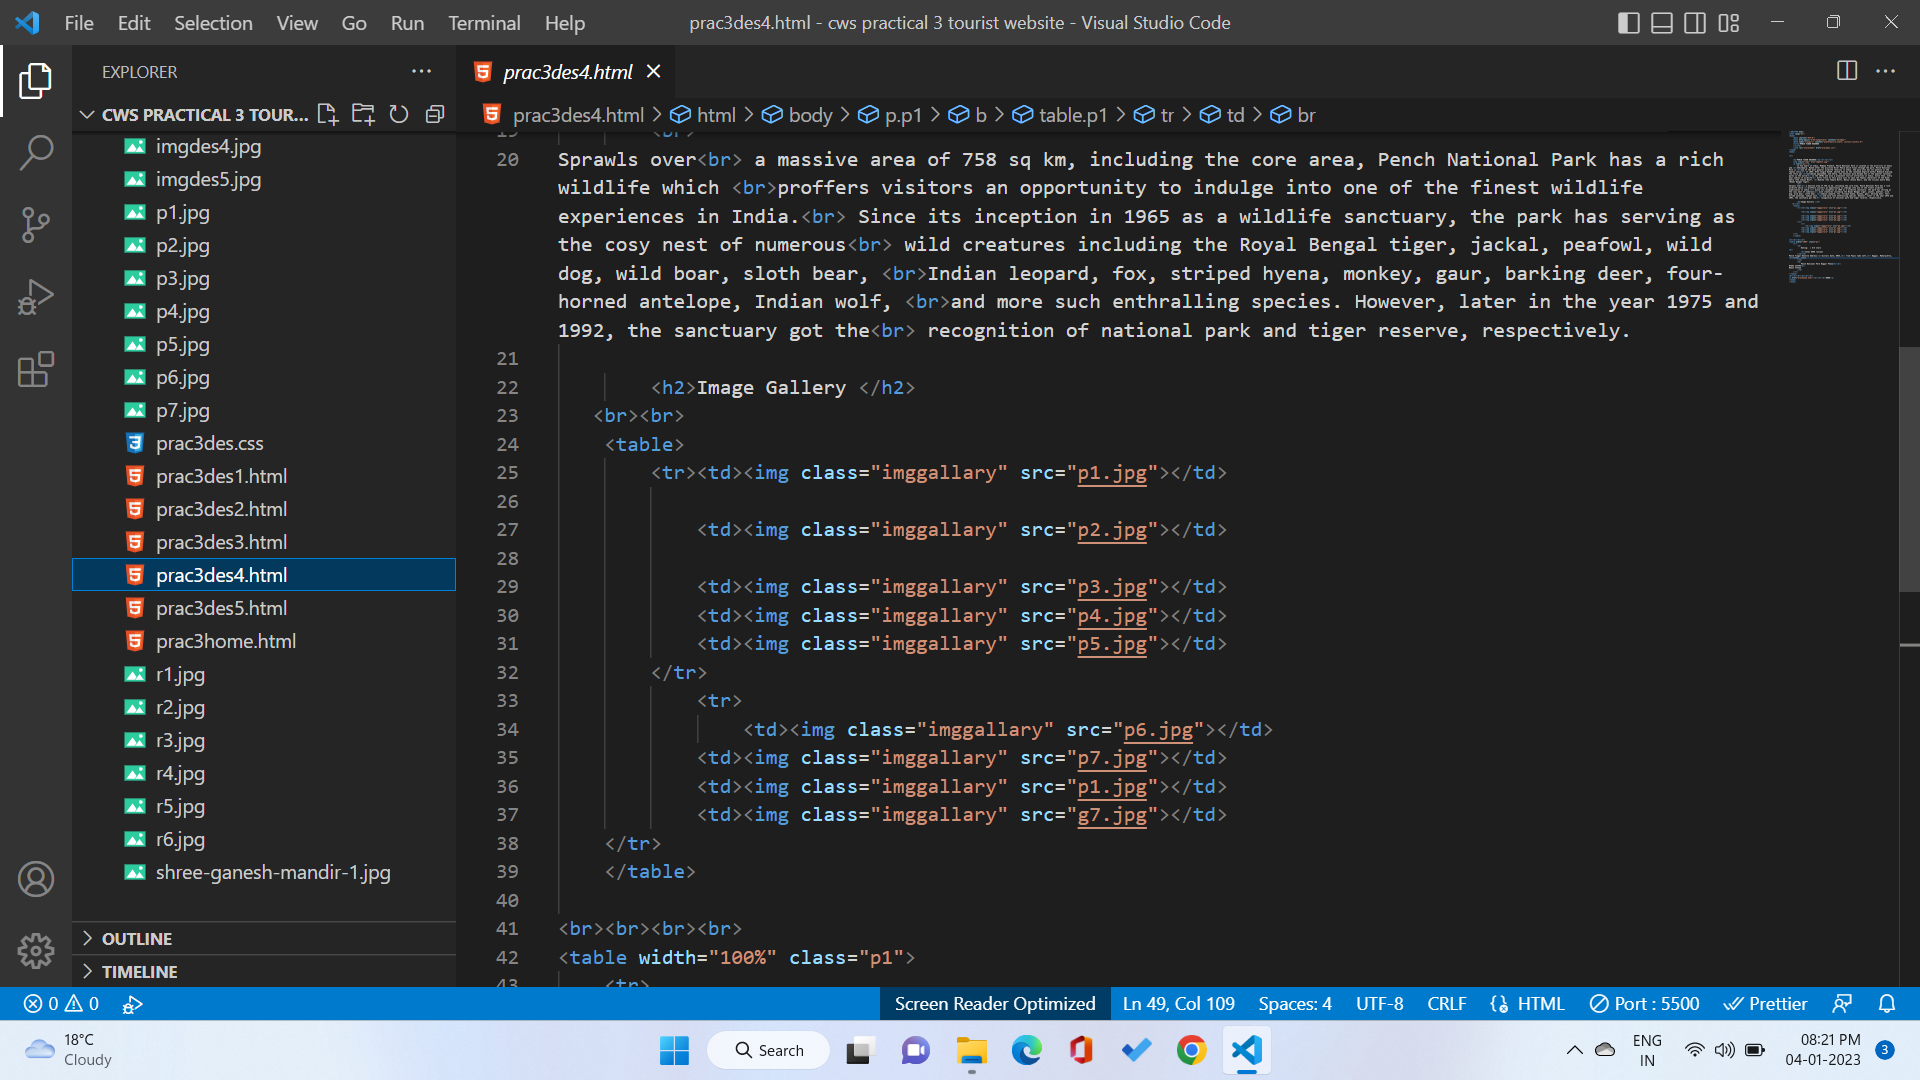 File Edit Selection View Go Run Terminal Help
prac3des4.html - cws practical 3 tourist website - Visual Studio Code
EXPLORER
CWS PRACTICAL 3 TOUR...
imgdes4.jpg
imgdes5.jpg
p1.jpg
p2.jpg
p3.jpg
p4.jpg
p5.jpg
p6.jpg
p7.jpg
prac3des.css
prac3des1.html
prac3des2.html
prac3des3.html
prac3des4.html
prac3des5.html
prac3home.html
r1.jpg
r2.jpg
r3.jpg
r4.jpg
r5.jpg
r6.jpg
shree-ganesh-mandir-1.jpg
OUTLINE
TIMELINE
prac3des4.html
prac3des4.html > html > body > p.p1 > b > table.p1 > tr > td > br
19 <br>
20 Sprawls over<br> a massive area of 758 sq km, including the core area, Pench National Park has a rich
wildlife which <br>proffers visitors an opportunity to indulge into one of the finest wildlife
experiences in India.<br> Since its inception in 1965 as a wildlife sanctuary, the park has serving as
the cosy nest of numerous<br> wild creatures including the Royal Bengal tiger, jackal, peafowl, wild
dog, wild boar, sloth bear, <br>Indian leopard, fox, striped hyena, monkey, gaur, barking deer, four-
horned antelope, Indian wolf, <br>and more such enthralling species. However, later in the year 1975 and
1992, the sanctuary got the<br> recognition of national park and tiger reserve, respectively.
21
22 <h2>Image Gallery </h2>
23 <br><br>
24 <table>
25 <tr><td><img class="imggallary" src="p1.jpg"></td>
26
27 <td><img class="imggallary" src="p2.jpg"></td>
28
29 <td><img class="imggallary" src="p3.jpg"></td>
30 <td><img class="imggallary" src="p4.jpg"></td>
31 <td><img class="imggallary" src="p5.jpg"></td>
32 </tr>
33 <tr>
34 <td><img class="imggallary" src="p6.jpg"></td>
35 <td><img class="imggallary" src="p7.jpg"></td>
36 <td><img class="imggallary" src="p1.jpg"></td>
37 <td><img class="imggallary" src="g7.jpg"></td>
38 </tr>
39 </table>
40
41 <br><br><br><br>
42 <table width="100%" class="p1">
43 <tr>
0 0
Screen Reader Optimized Ln 49, Col 109 Spaces: 4 UTF-8 CRLF HTML Port : 5500 Prettier
18°C
Cloudy
Search
ENG
IN
08:21 PM
04-01-2023
3